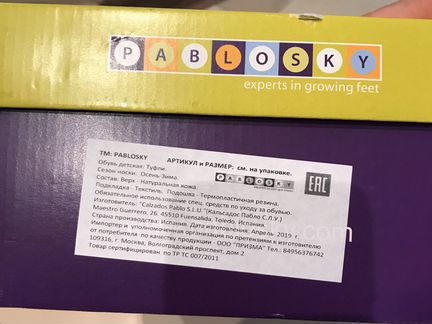 PABLOSKY
experts in growing feet
ТМ: PABLOSKY АРТИКУЛ и РАЗМЕР: см. на упаковке.
Обувь детская: Туфли.
Сезон носки: Осень-Зима. PABLOSKY EAC
Состав: Верх - Натуральная кожа.
Подкладка - Текстиль. Подошва - Термопластичная резина.
Обязательное использование спец. средств по уходу за обувью.
Изготовитель: "Calzados Pablo S.L.U."(Кальсадос Пабло С.Л.У.)
Maestro Guerrero, 26. 45510 Fuensalida, Toledo, Испания.
Страна производства: Испания. Дата изготовления: Апрель 2019 г.
Импортер и уполномоченная организация по претензиям к изготовителю
от потребителя по качеству продукции - ООО "ПРИЗМА" Тел.: 84956376742
109316, г. Москва, Волгоградский проспект, дом 2
Товар сертифицирован по ТР ТС 007/2011
.com